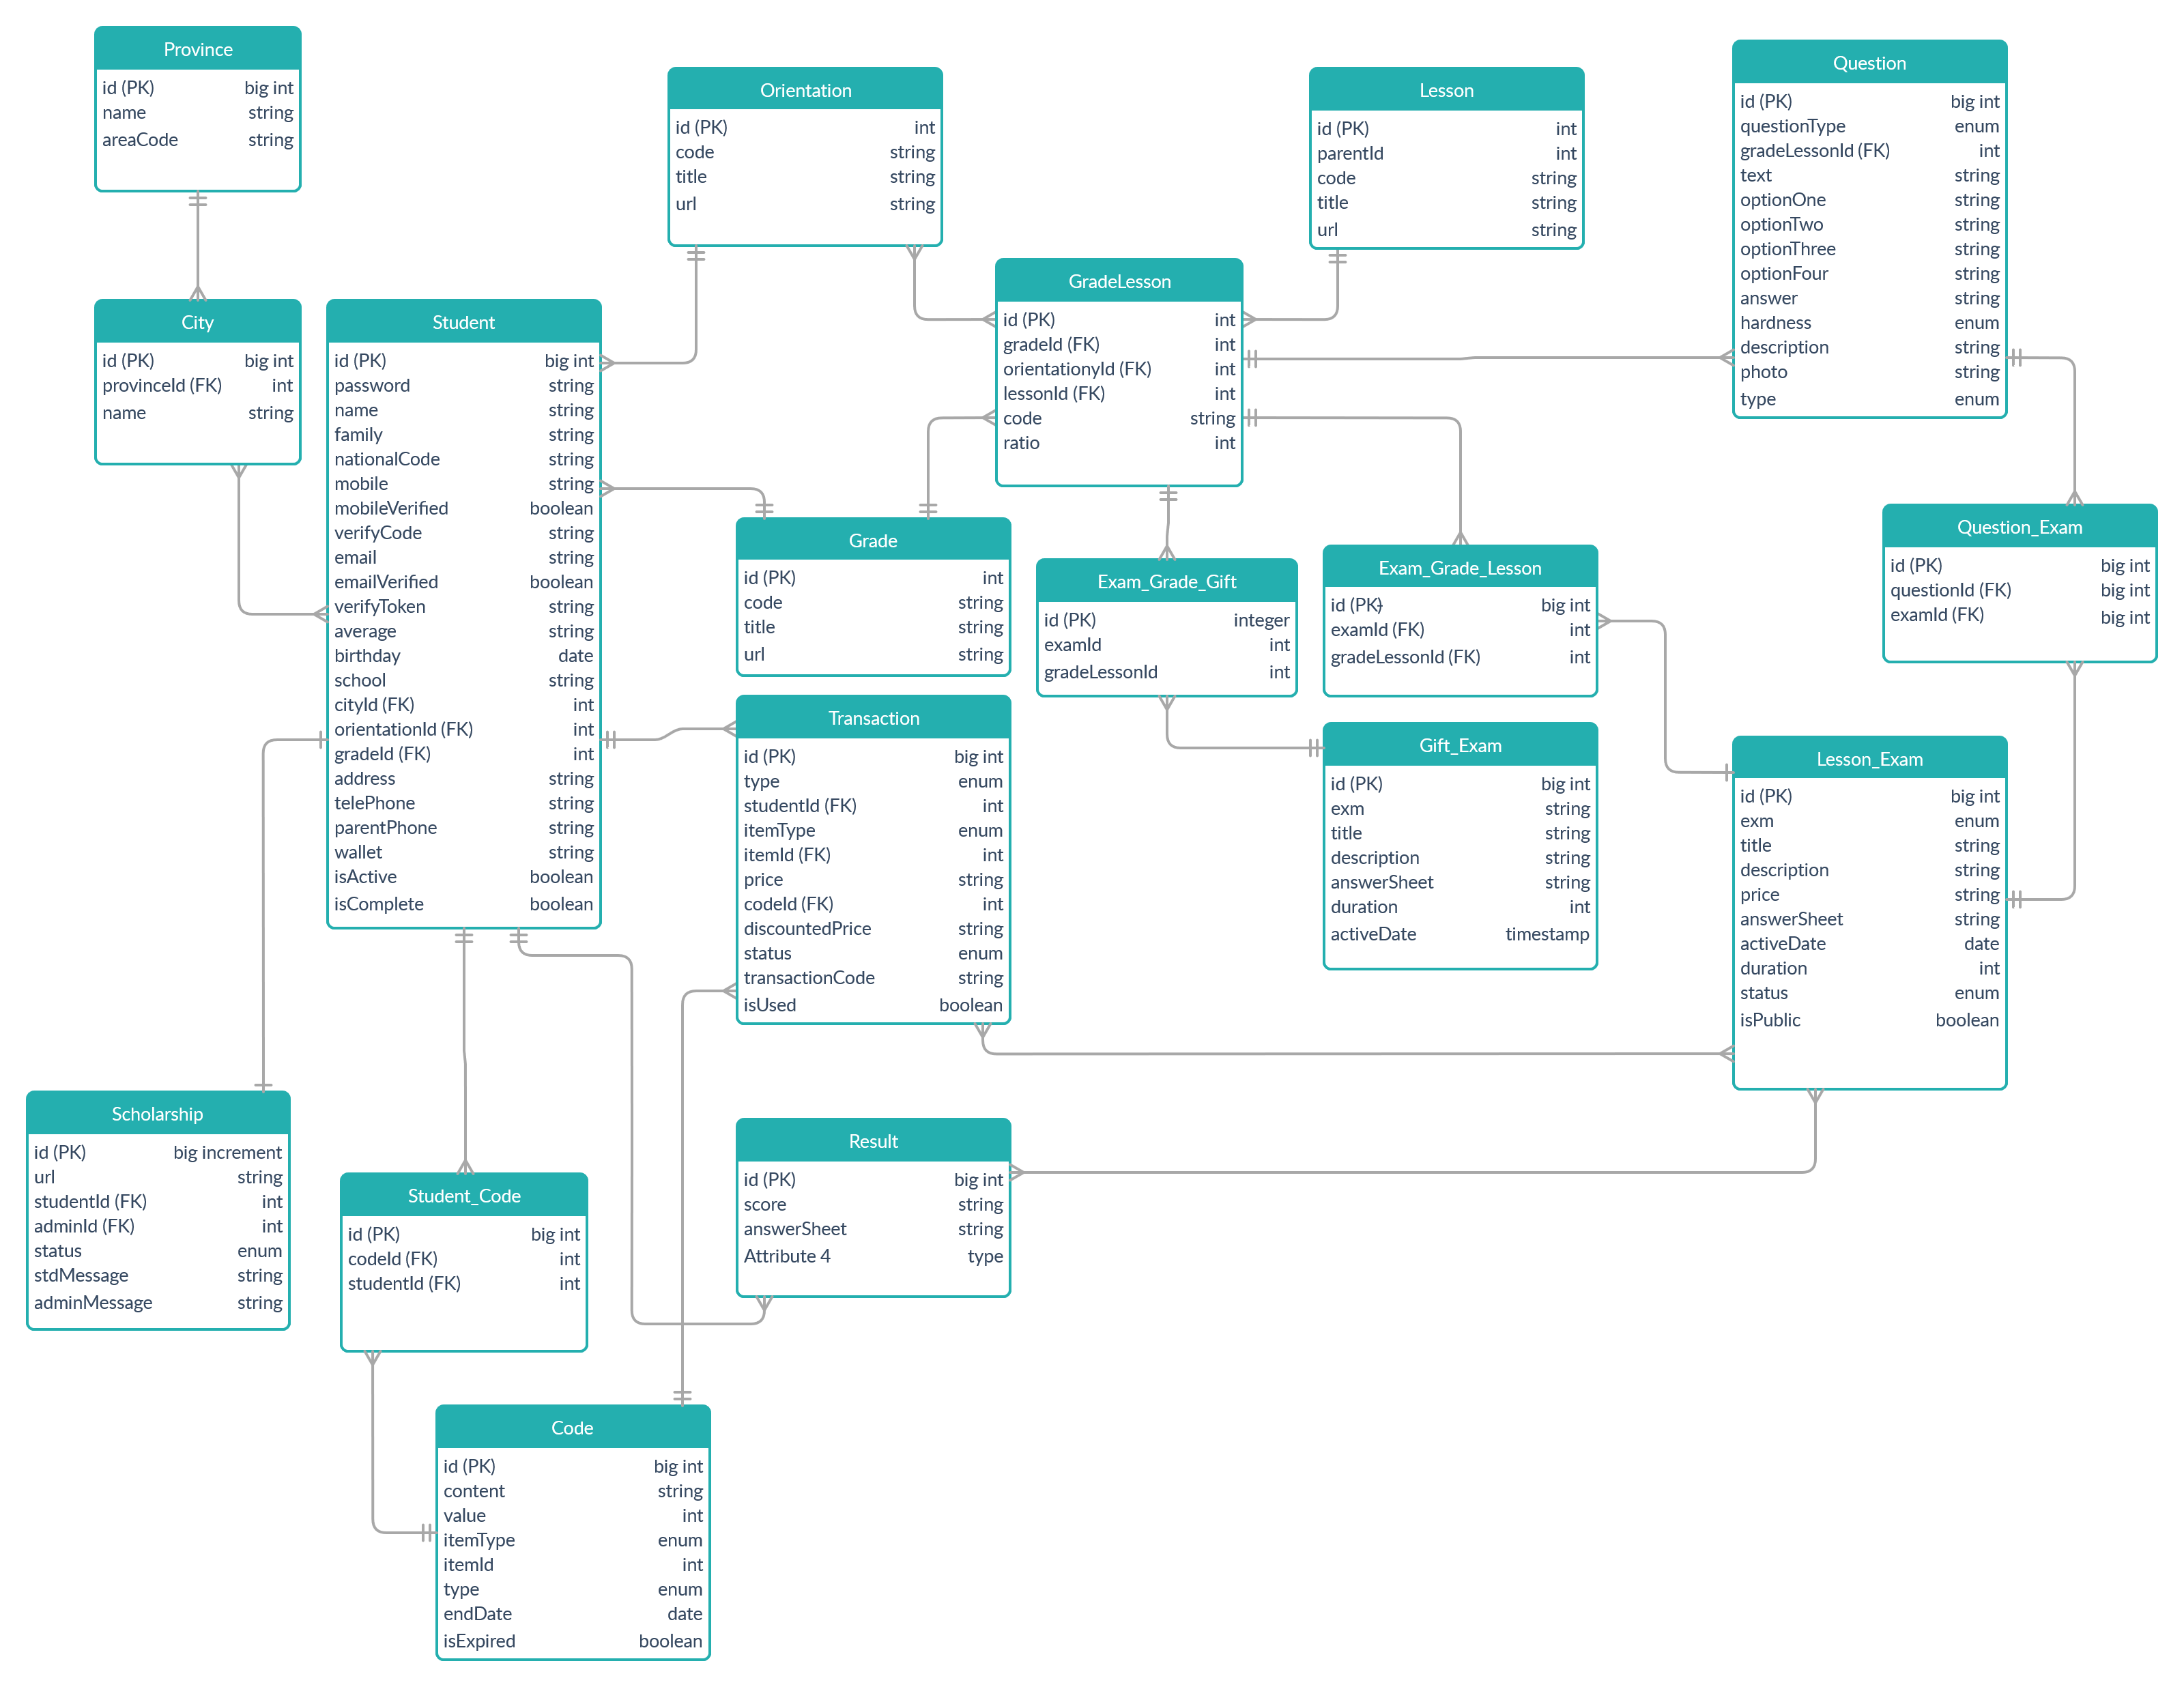 Province
id (PK) big int
name string
areaCode string
Orientation
id (PK) int
code string
title string
url string
Lesson
id (PK) int
parentId int
code string
title string
url string
Question
id (PK) big int
questionType enum
gradeLessonId (FK) int
text string
optionOne string
optionTwo string
optionThree string
optionFour string
answer string
hardness enum
description string
photo string
type enum
City
id (PK) big int
provinceId (FK) int
name string
Student
id (PK) big int
password string
name string
family string
nationalCode string
mobile string
mobileVerified boolean
verifyCode string
email string
emailVerified boolean
verifyToken string
average string
birthday date
school string
cityId (FK) int
orientationId (FK) int
gradeId (FK) int
address string
telePhone string
parentPhone string
wallet string
isActive boolean
isComplete boolean
GradeLesson
id (PK) int
gradeId (FK) int
orientationyId (FK) int
lessonId (FK) int
code string
ratio int
Grade
id (PK) int
code string
title string
url string
Exam_Grade_Gift
id (PK) integer
examId int
gradeLessonId int
Exam_Grade_Lesson
id (PK) big int
examId (FK) int
gradeLessonId (FK) int
Question_Exam
id (PK) big int
questionId (FK) big int
examId (FK) big int
Transaction
id (PK) big int
type enum
studentId (FK) int
itemType enum
itemId (FK) int
price string
codeId (FK) int
discountedPrice string
status enum
transactionCode string
isUsed boolean
Gift_Exam
id (PK) big int
exm string
title string
description string
answerSheet string
duration int
activeDate timestamp
Lesson_Exam
id (PK) big int
exm enum
title string
description string
price string
answerSheet string
activeDate date
duration int
status enum
isPublic boolean
Scholarship
id (PK) big increment
url string
studentId (FK) int
adminId (FK) int
status enum
stdMessage string
adminMessage string
Student_Code
id (PK) big int
codeId (FK) int
studentId (FK) int
Result
id (PK) big int
score string
answerSheet string
Attribute 4 type
Code
id (PK) big int
content string
value int
itemType enum
itemId int
type enum
endDate date
isExpired boolean